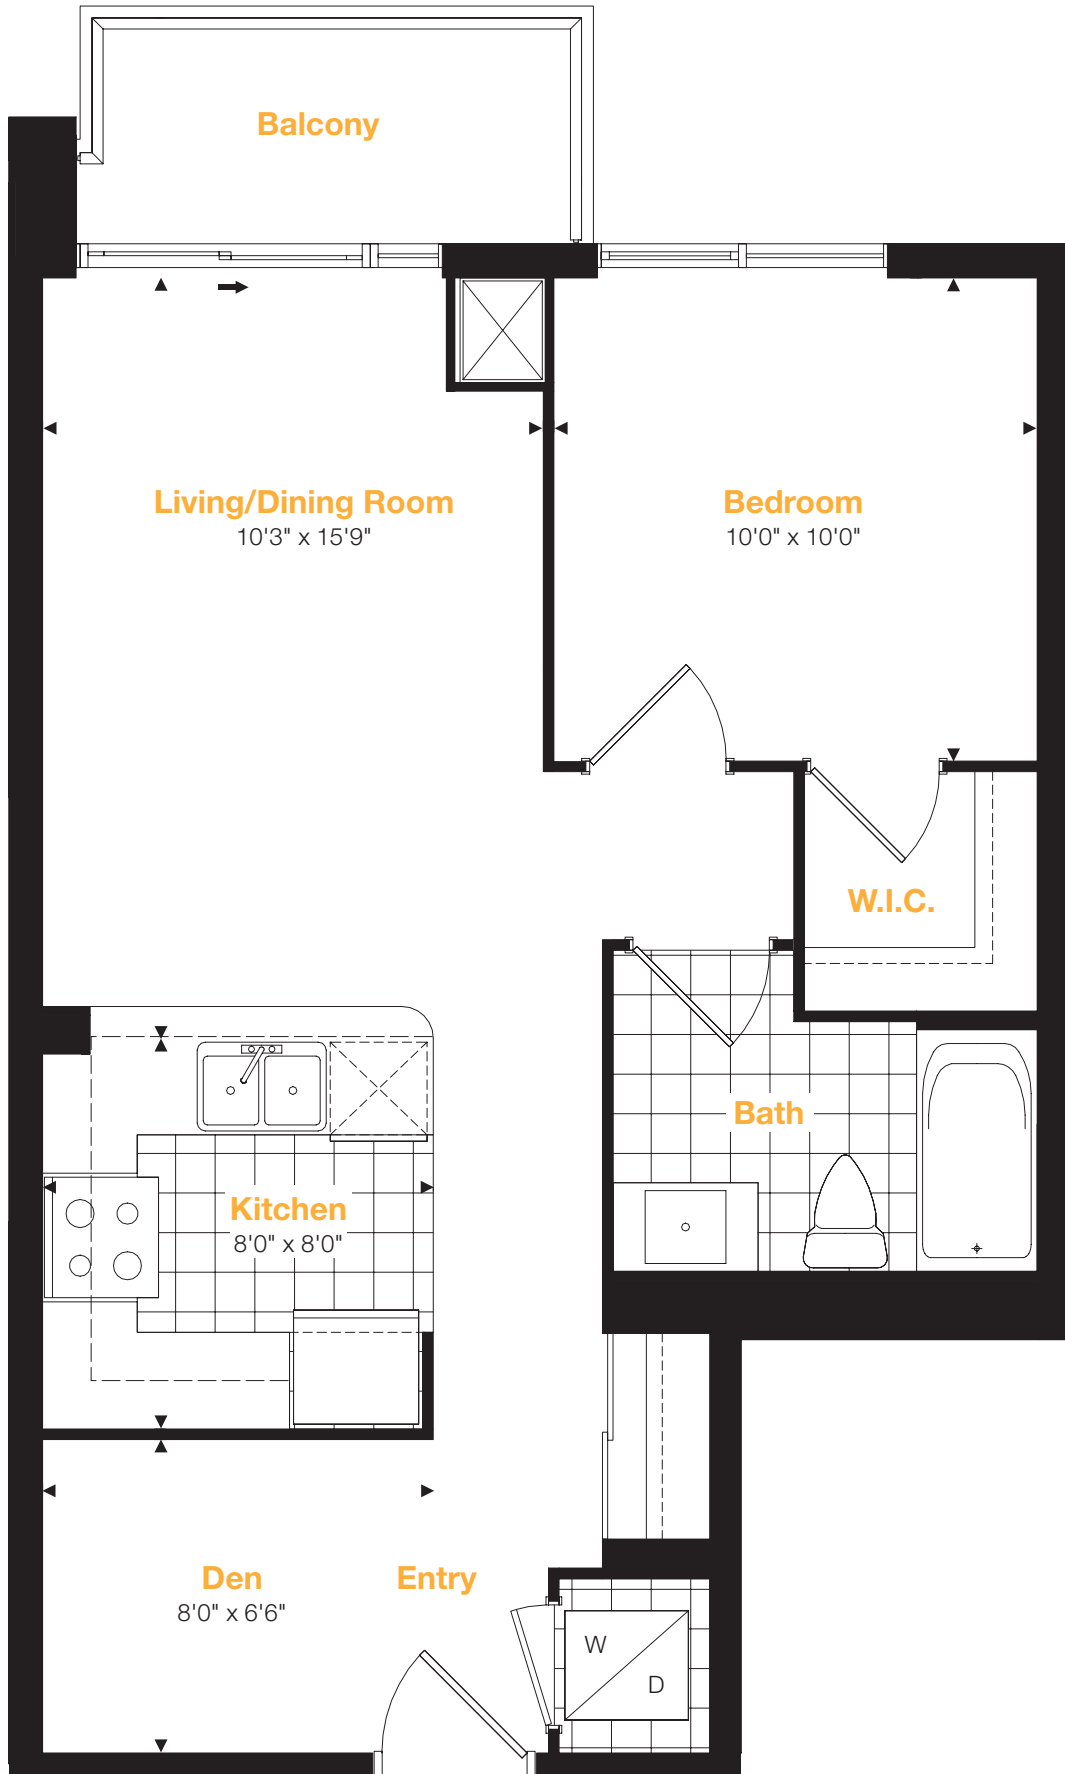 Balcony
Living/Dining Room
10'3" x 15'9"
Bedroom
10'0" x 10'0"
W.I.C.
Bath
Kitchen
8'0" x 8'0"
Den
8'0" x 6'6"
Entry
W
D